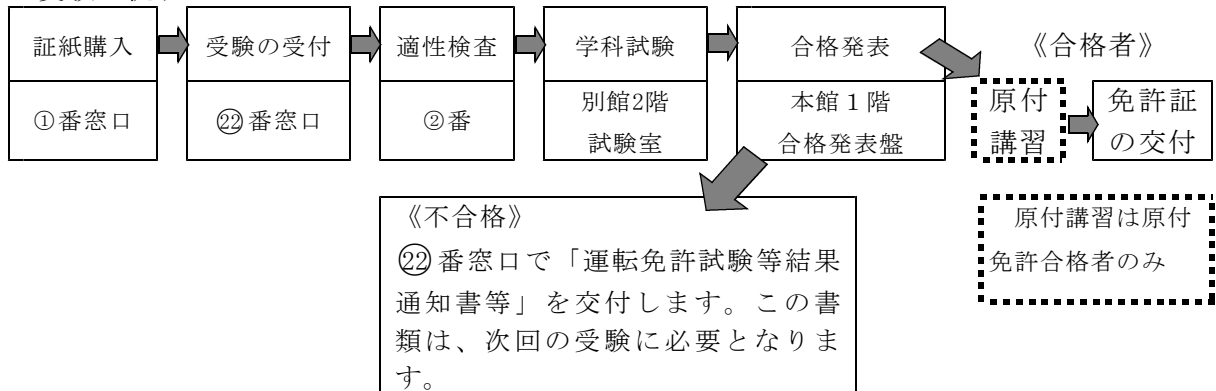 証紙購入
受験の受付
適性検査
学科試験
合格発表
《合格者》
①番窓口
㉒番窓口
②番
別館2階
試験室
本館1階
合格発表盤
原付
講習
免許証
の交付
《不合格》
㉒番窓口で「運転免許試験等結果
通知書等」を交付します。この書
類は、次回の受験に必要となりま
す。
原付講習は原付
免許合格者のみ